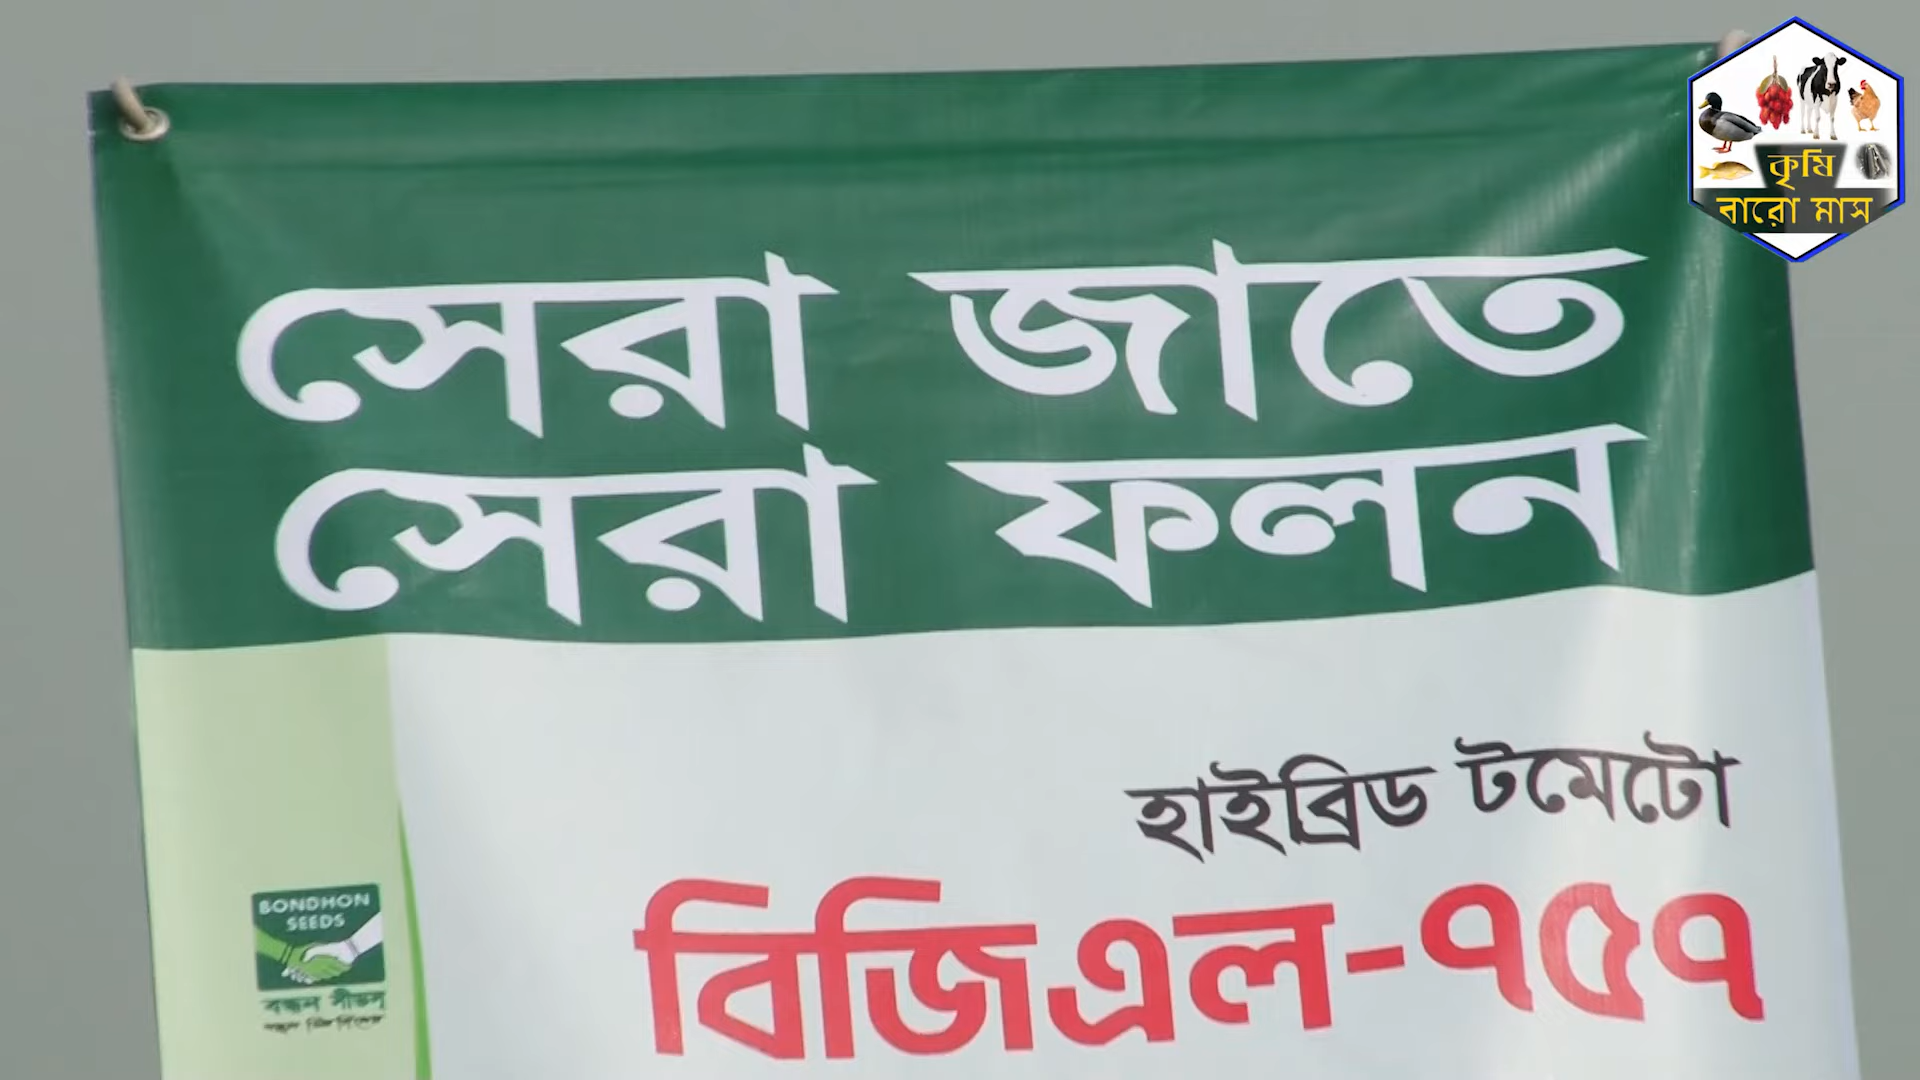 কৃষি
বারো মাস
সেরা জাতে
সেরা ফলন
হাইব্রিড টমেটো
বিজিএল-৭৫৭
BONDHON
SEEDS
বন্ধন সীডস্